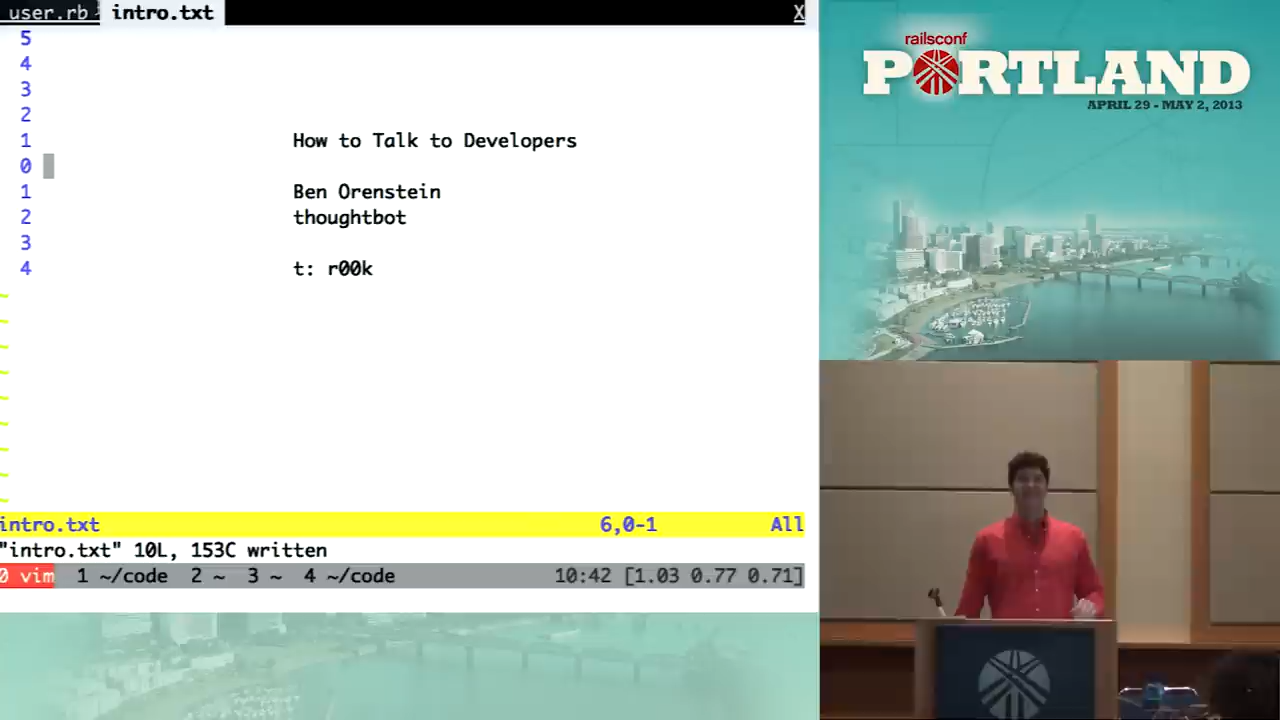 user.rb intro.txt X
5
4
3
2
1 How to Talk to Developers
0
1 Ben Orenstein
2 thoughtbot
3
4 t: r00k
~
~
~
~
~
~
~
~
~
intro.txt 6,0-1 All
"intro.txt" 10L, 153C written
0 vim 1 ~/code 2 ~ 3 ~ 4 ~/code 10:42 [1.03 0.77 0.71]
railsconf
PORTLAND
APRIL 29 - MAY 2, 2013